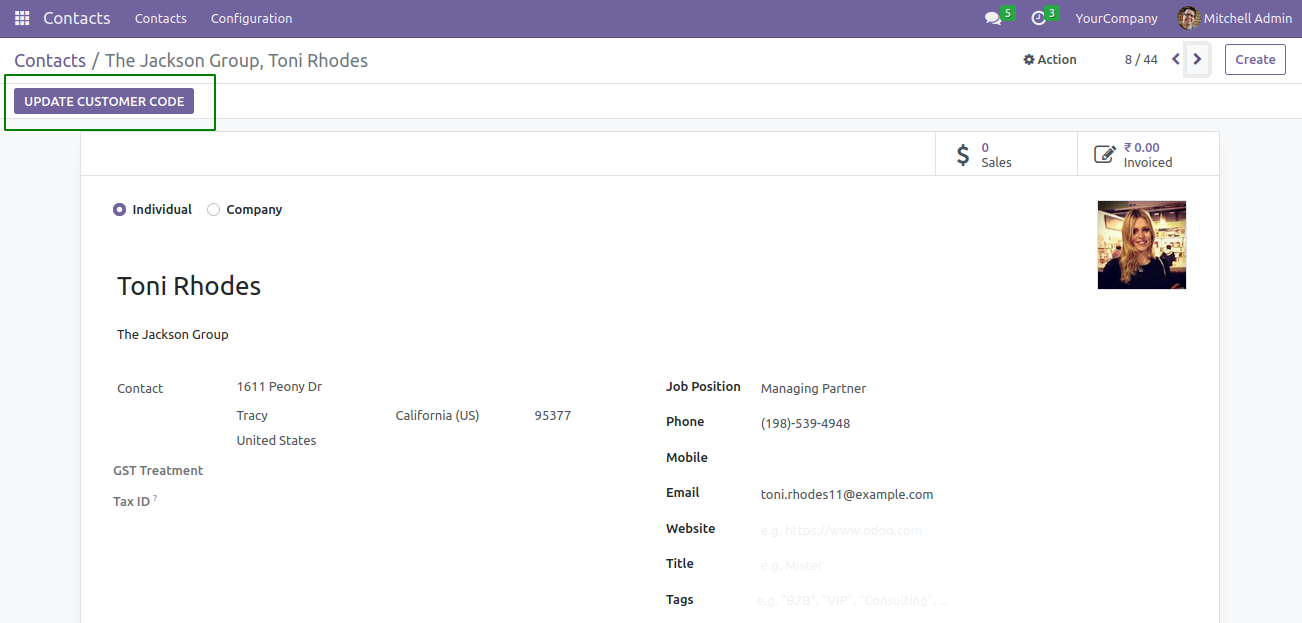 Contacts Contacts Configuration 5 3 YourCompany Mitchell Admin
Contacts / The Jackson Group, Toni Rhodes Action 8 / 44 Create
UPDATE CUSTOMER CODE
0 Sales
₹ 0.00 Invoiced
Individual Company
Toni Rhodes
The Jackson Group
Contact 1611 Peony Dr
Tracy California (US) 95377
United States
GST Treatment
Tax ID ?
Job Position Managing Partner
Phone (198)-539-4948
Mobile
Email toni.rhodes11@example.com
Website e.g. https://www.odoo.com
Title e.g. Mister
Tags e.g. "B2B", "VIP", "Consulting", ...